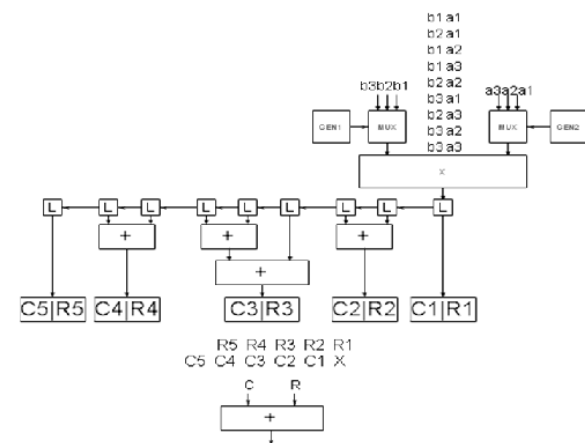 b1 a1
b2 a1
b1 a2
b1 a3
b2 a2
b3 a1
b2 a3
b3 a2
b3 a3
b3b2b1
a3a2a1
GEN1
MUX
MUX
GEN2
X
L L L L L L L L L
+ + +
+
C5|R5 C4|R4 C3|R3 C2|R2 C1|R1
R5 R4 R3 R2 R1
C5 C4 C3 C2 C1 X
C R
+